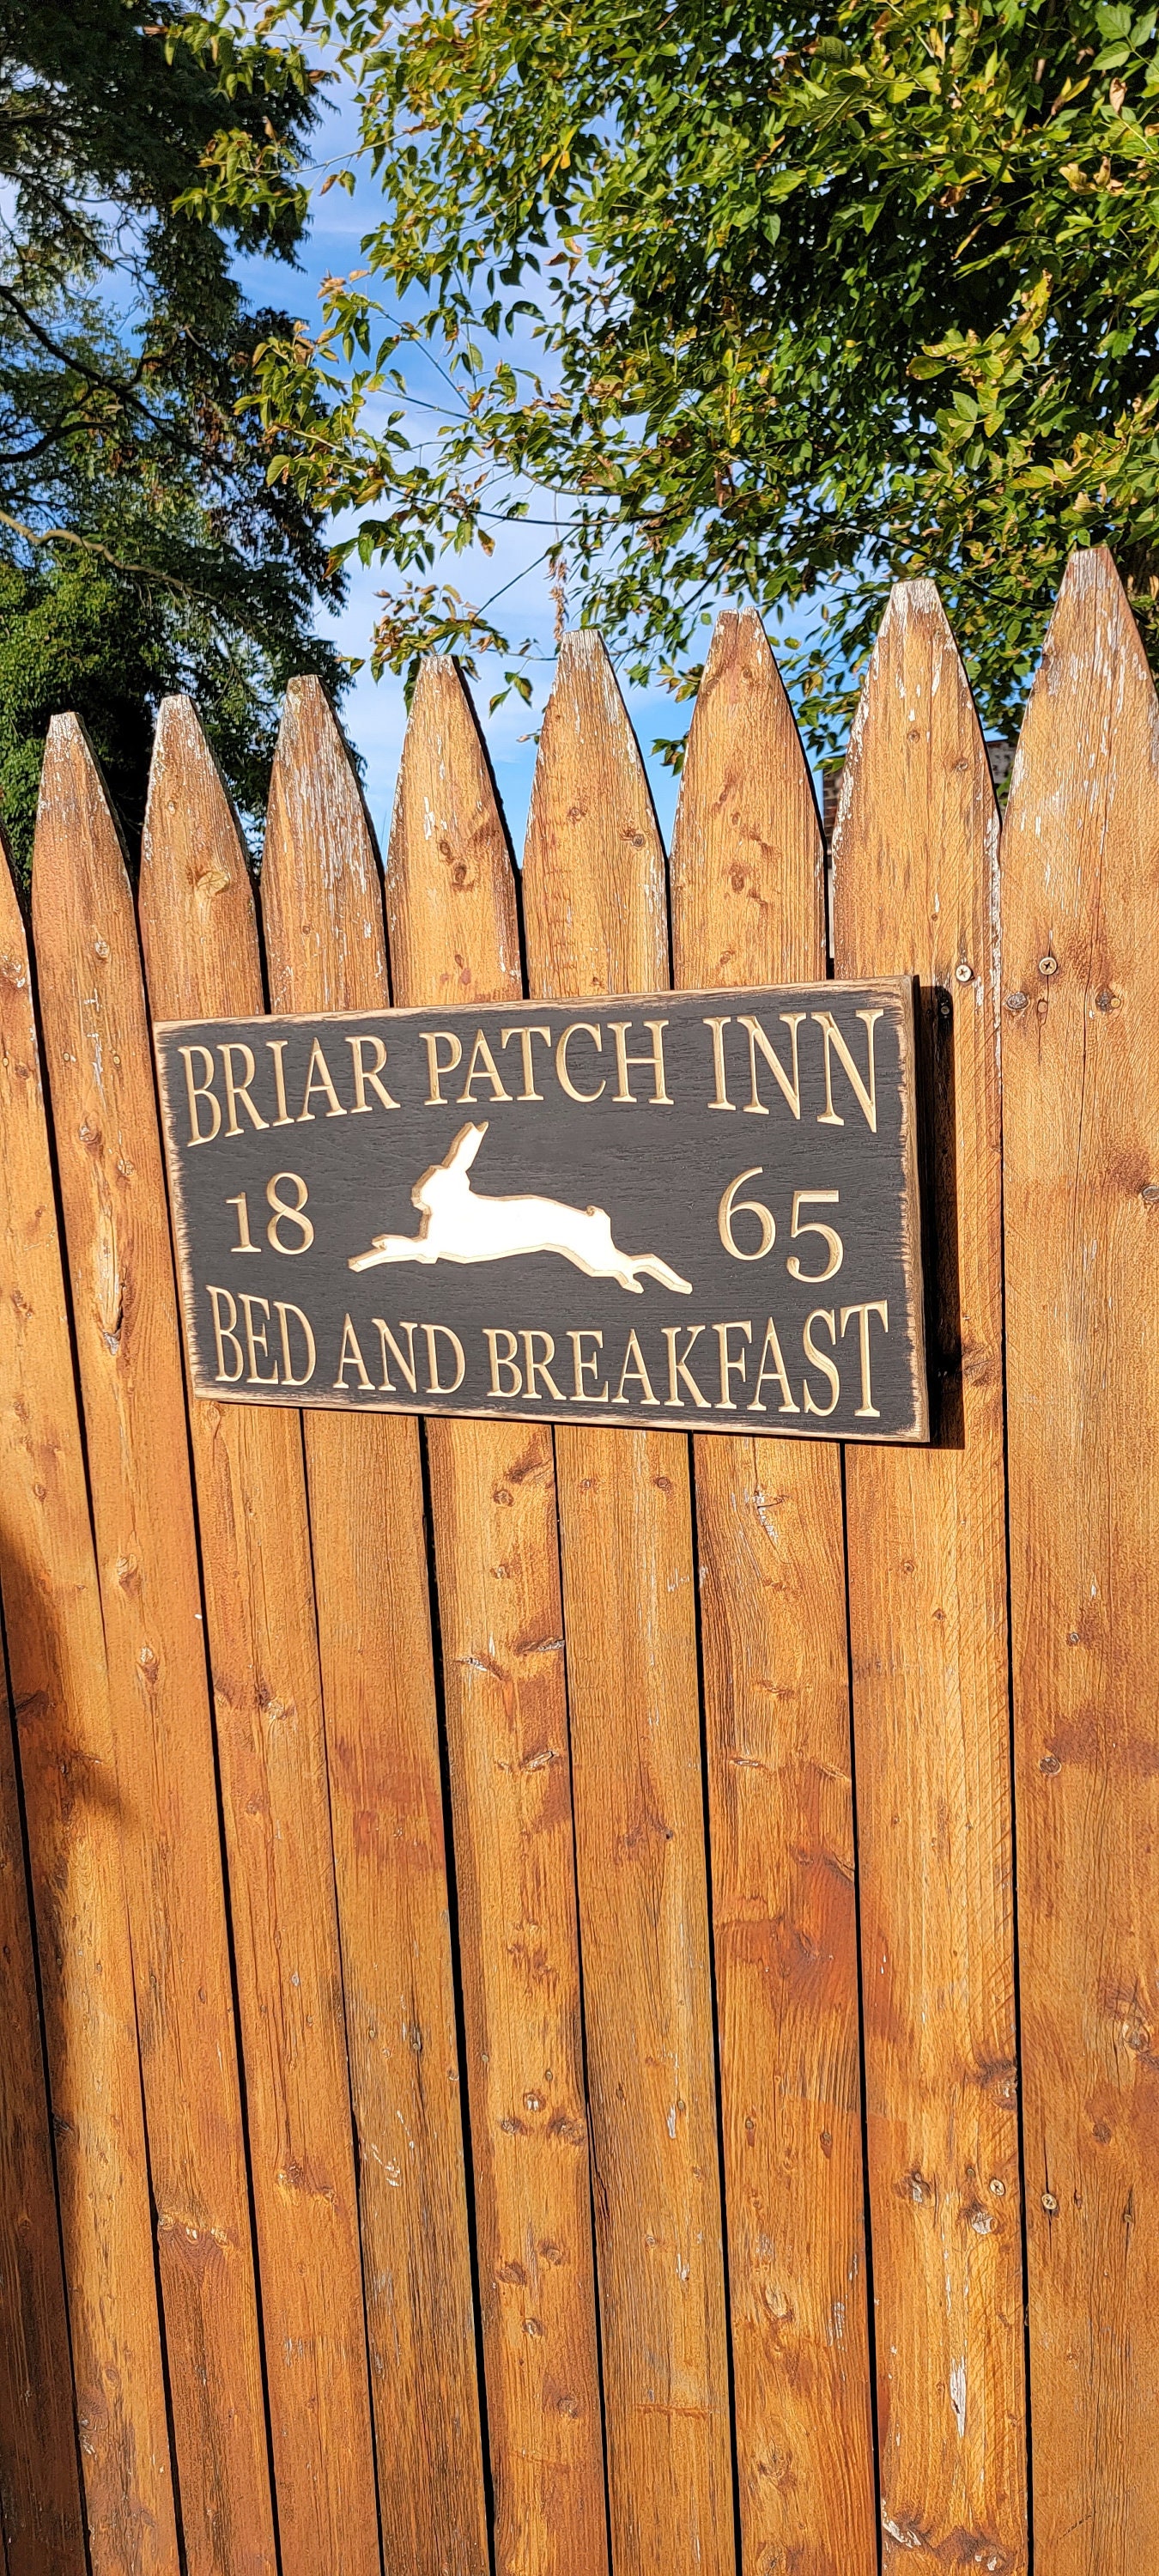 BRIAR PATCH INN
18 65
BED AND BREAKFAST